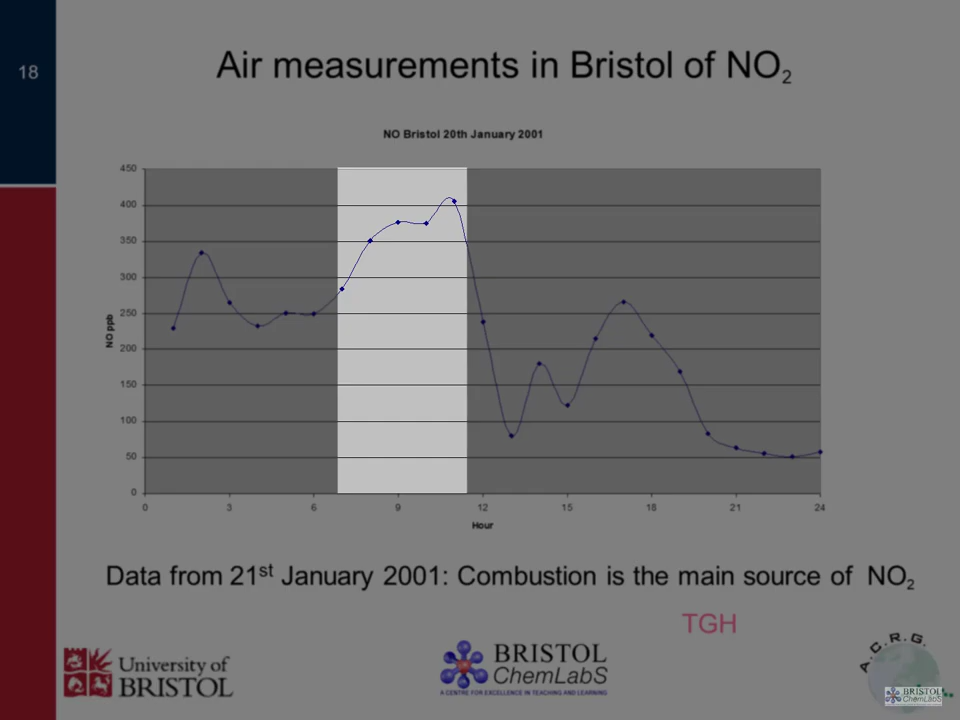 18
Air measurements in Bristol of NO₂
NO Bristol 20th January 2001
450
400
350
300
250
200
150
100
50
0
NO ppb
0 3 6 9 12 15 18 21 24
Hour
Data from 21st January 2001: Combustion is the main source of NO₂
TGH
University of
BRISTOL
BRISTOL
ChemLabS
A CENTRE FOR EXCELLENCE IN TEACHING AND LEARNING
A.C.R.G.
BRISTOL
ChemLabS